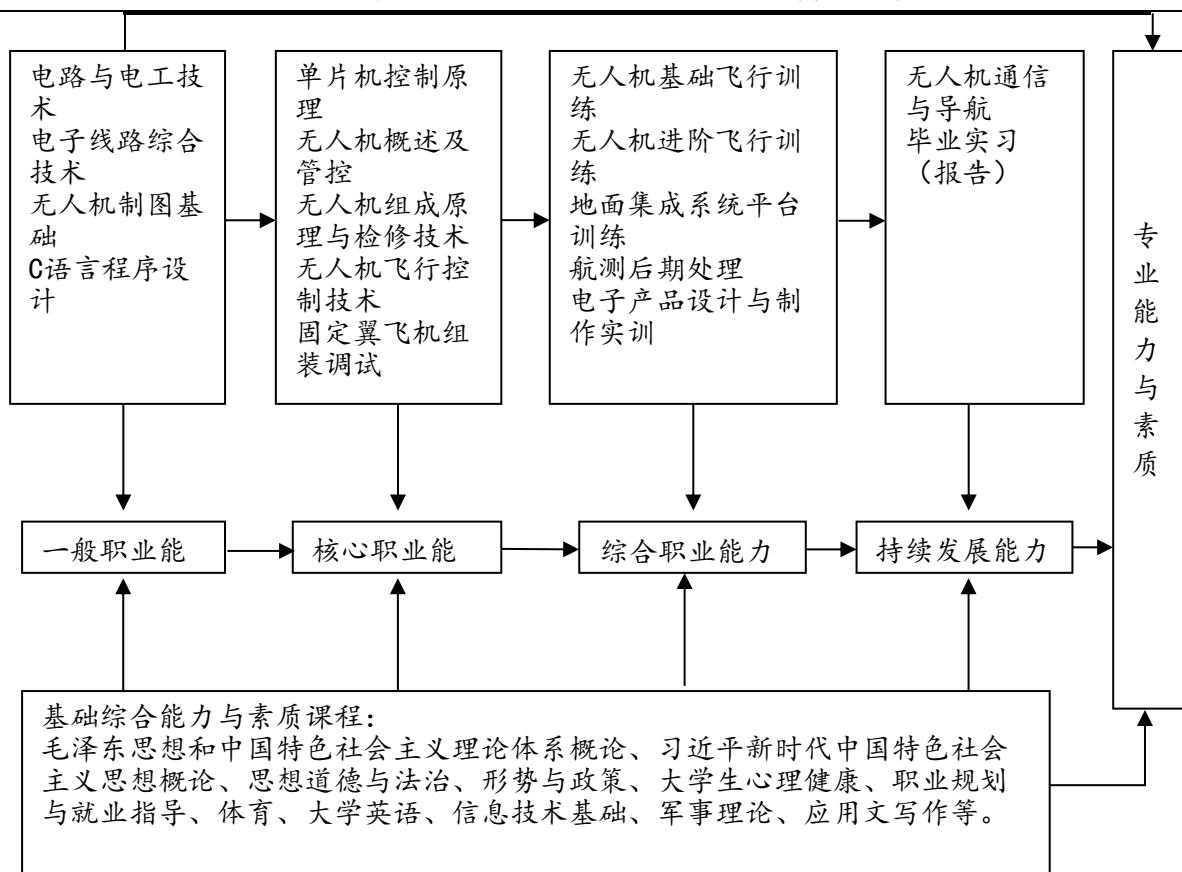 电路与电工技
术
电子线路综合
技术
无人机制图基
础
C语言程序设
计
单片机控制原
理
无人机概述及
管控
无人机组成原
理与检修技术
无人机飞行控
制技术
固定翼飞机组
装调试
无人机基础飞行训
练
无人机进阶飞行训
练
地面集成系统平台
训练
航测后期处理
电子产品设计与制
作实训
无人机通信
与导航
毕业实习
（报告）
专
业
能
力
与
素
质
一般职业能
核心职业能
综合职业能力
持续发展能力
基础综合能力与素质课程：
毛泽东思想和中国特色社会主义理论体系概论、习近平新时代中国特色社会
主义思想概论、思想道德与法治、形势与政策、大学生心理健康、职业规划
与就业指导、体育、大学英语、信息技术基础、军事理论、应用文写作等。